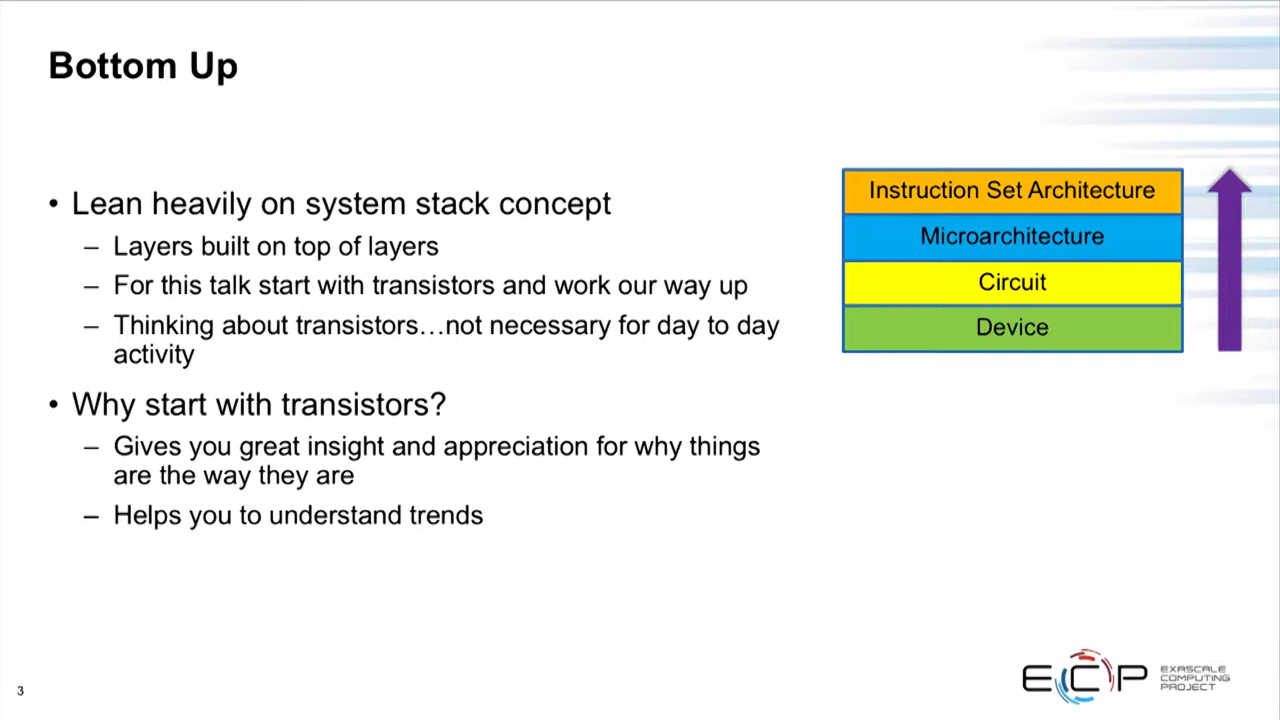 Bottom Up
• Lean heavily on system stack concept
– Layers built on top of layers
– For this talk start with transistors and work our way up
– Thinking about transistors…not necessary for day to day
activity
• Why start with transistors?
– Gives you great insight and appreciation for why things
are the way they are
– Helps you to understand trends
Instruction Set Architecture
Microarchitecture
Circuit
Device
3
ECP
EXASCALE
COMPUTING
PROJECT